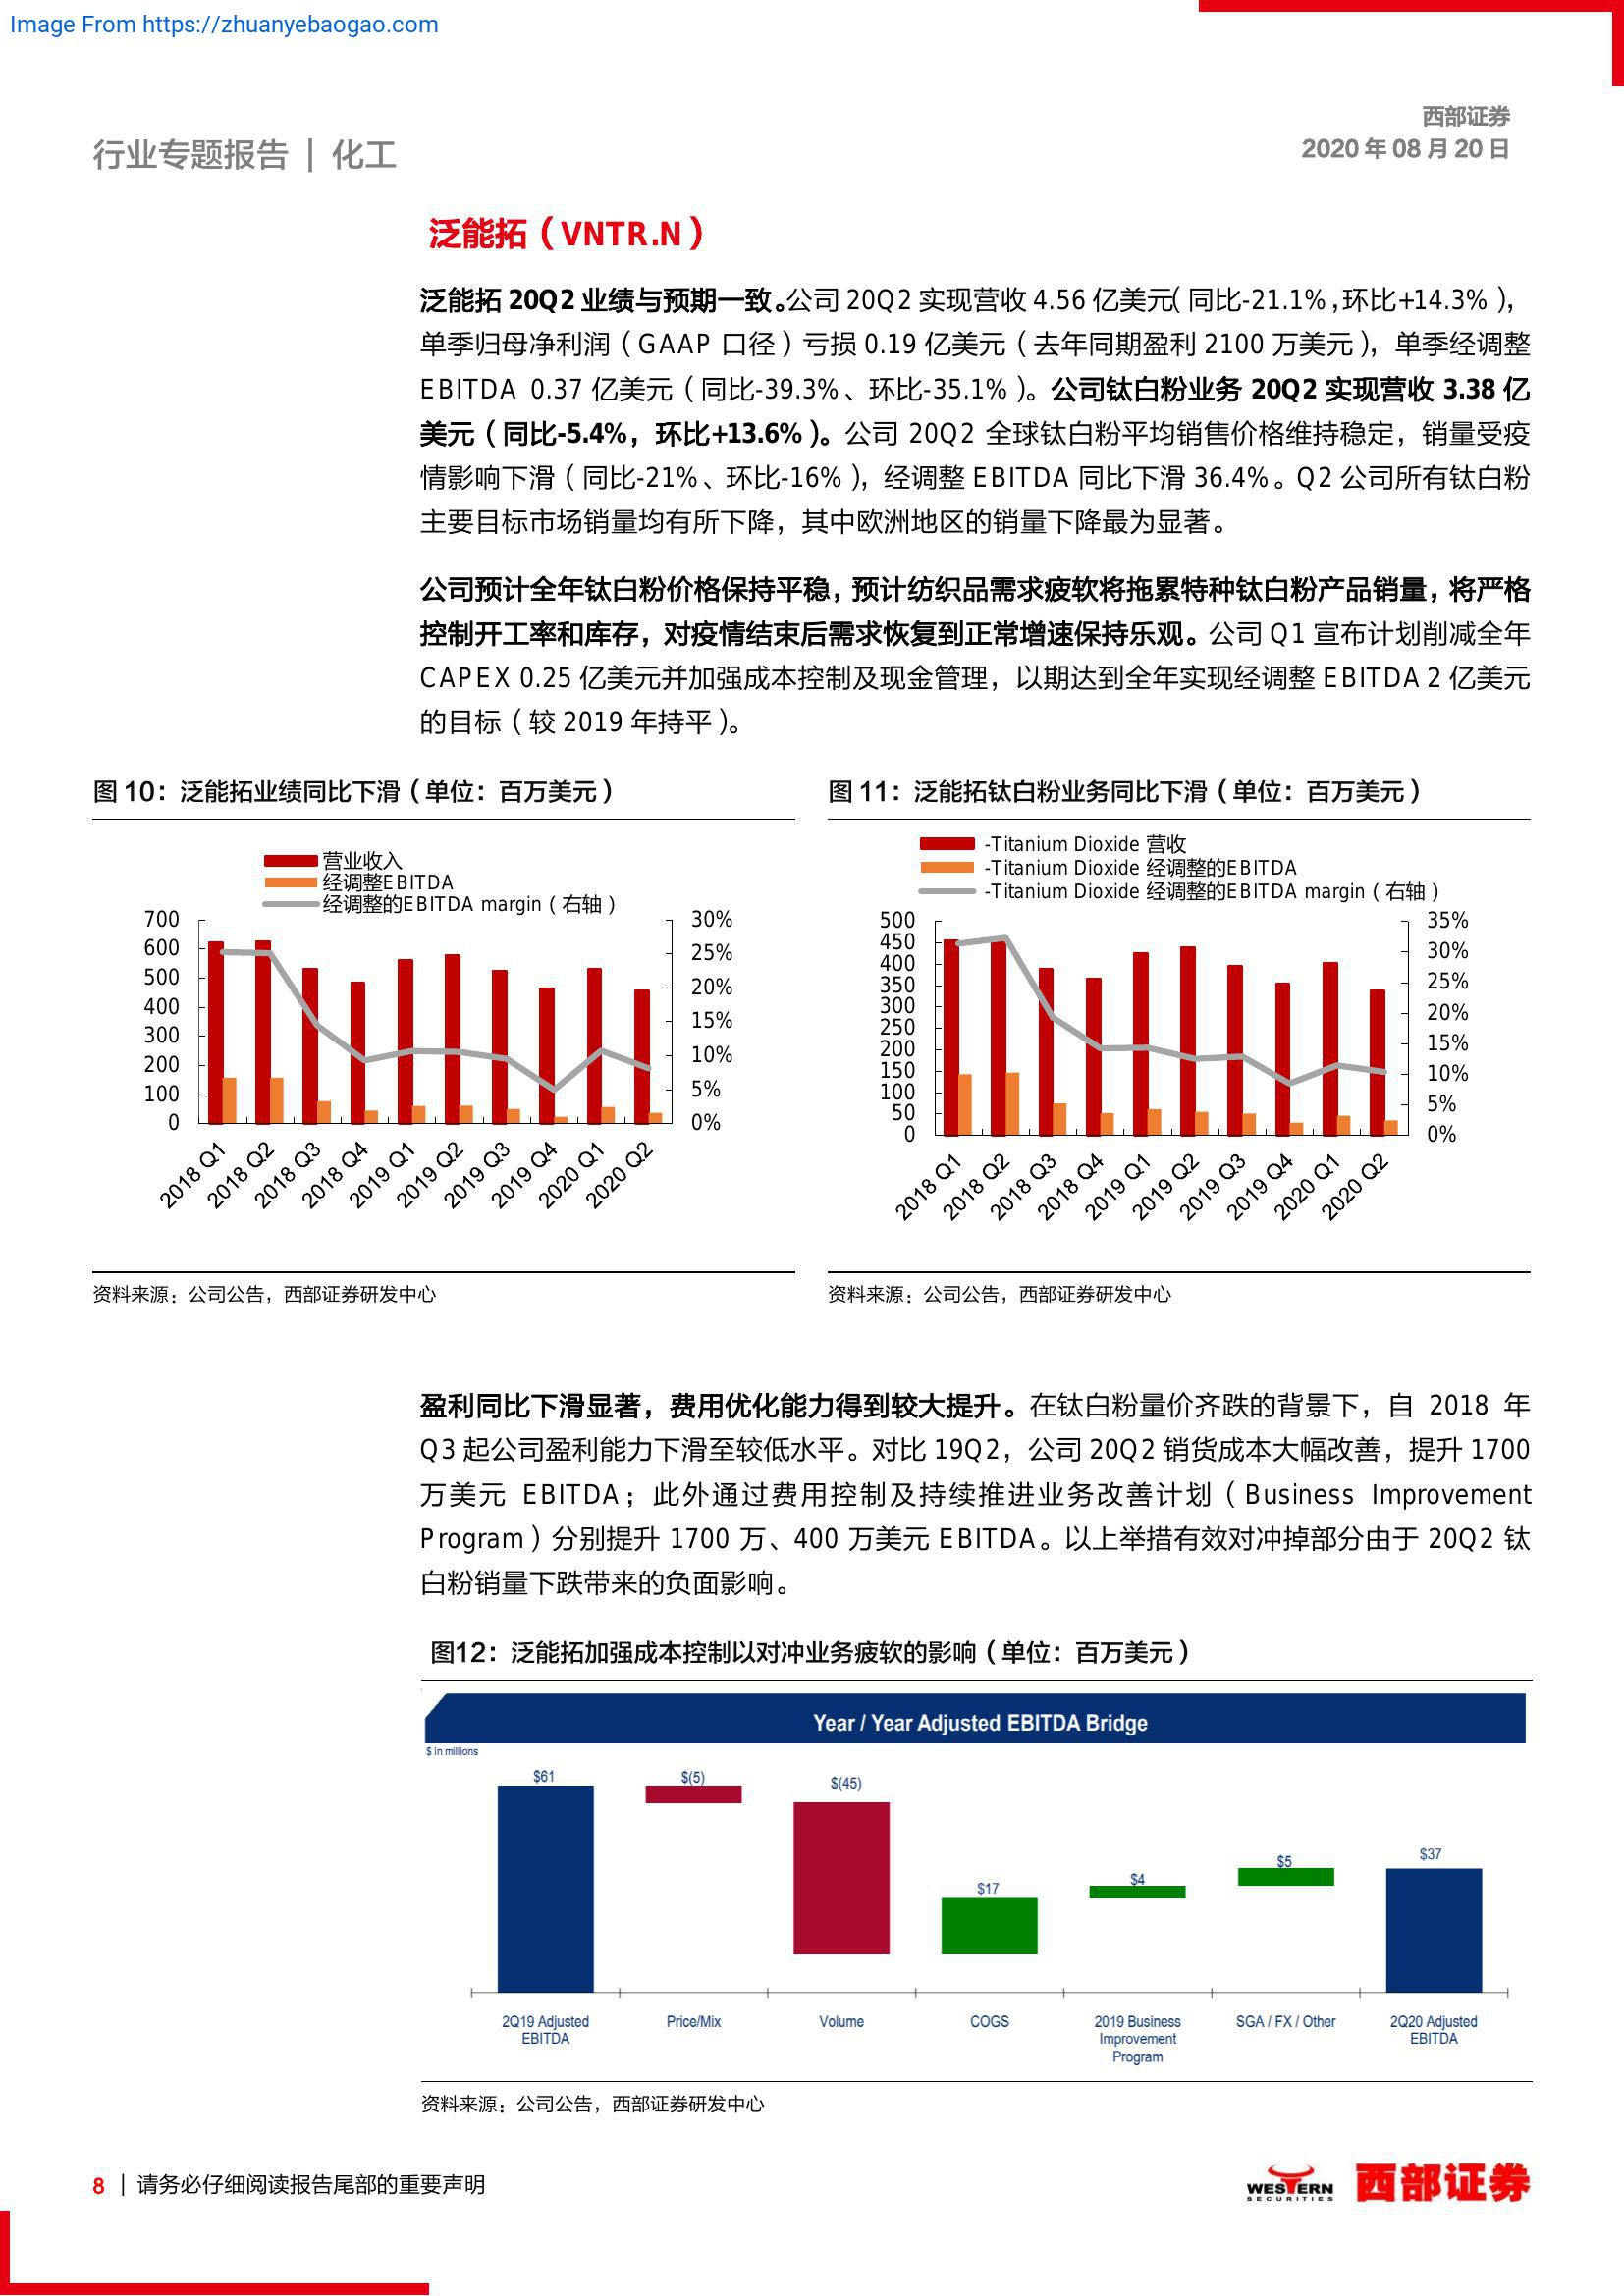 Image From https://zhuanyebaogao.com
西部证券
行业专题报告 | 化工
2020 年 08 月 20 日
泛能拓（VNTR.N）
泛能拓 20Q2 业绩与预期一致。公司 20Q2 实现营收 4.56 亿美元（同比-21.1%，环比+14.3%），
单季归母净利润（GAAP 口径）亏损 0.19 亿美元（去年同期盈利 2100 万美元），单季经调整
EBITDA 0.37 亿美元（同比-39.3%、环比-35.1%）。公司钛白粉业务 20Q2 实现营收 3.38 亿
美元（同比-5.4%，环比+13.6%）。公司 20Q2 全球钛白粉平均销售价格维持稳定，销量受疫
情影响下滑（同比-21%、环比-16%），经调整 EBITDA 同比下滑 36.4%。Q2 公司所有钛白粉
主要目标市场销量均有所下降，其中欧洲地区的销量下降最为显著。
公司预计全年钛白粉价格保持平稳，预计纺织品需求疲软将拖累特种钛白粉产品销量，将严格
控制开工率和库存，对疫情结束后需求恢复到正常增速保持乐观。公司 Q1 宣布计划削减全年
CAPEX 0.25 亿美元并加强成本控制及现金管理，以期达到全年实现经调整 EBITDA 2 亿美元
的目标（较 2019 年持平）。
图 10：泛能拓业绩同比下滑（单位：百万美元）
营业收入
经调整EBITDA
经调整的EBITDA margin（右轴）
700
600
500
400
300
200
100
0
30%
25%
20%
15%
10%
5%
0%
2018 Q1
2018 Q2
2018 Q3
2018 Q4
2019 Q1
2019 Q2
2019 Q3
2019 Q4
2020 Q1
2020 Q2
资料来源：公司公告，西部证券研发中心
图 11：泛能拓钛白粉业务同比下滑（单位：百万美元）
-Titanium Dioxide 营收
-Titanium Dioxide 经调整的EBITDA
-Titanium Dioxide 经调整的EBITDA margin（右轴）
500
450
400
350
300
250
200
150
100
50
0
35%
30%
25%
20%
15%
10%
5%
0%
2018 Q1
2018 Q2
2018 Q3
2018 Q4
2019 Q1
2019 Q2
2019 Q3
2019 Q4
2020 Q1
2020 Q2
资料来源：公司公告，西部证券研发中心
盈利同比下滑显著，费用优化能力得到较大提升。在钛白粉量价齐跌的背景下，自 2018 年
Q3 起公司盈利能力下滑至较低水平。对比 19Q2，公司 20Q2 销货成本大幅改善，提升 1700
万美元 EBITDA；此外通过费用控制及持续推进业务改善计划（Business Improvement
Program）分别提升 1700 万、400 万美元 EBITDA。以上举措有效对冲掉部分由于 20Q2 钛
白粉销量下跌带来的负面影响。
图12：泛能拓加强成本控制以对冲业务疲软的影响（单位：百万美元）
Year / Year Adjusted EBITDA Bridge
$ in millions
$61
$(5)
$(45)
$17
$4
$5
$37
2Q19 Adjusted
EBITDA
Price/Mix
Volume
COGS
2019 Business
Improvement
Program
SGA / FX / Other
2Q20 Adjusted
EBITDA
资料来源：公司公告，西部证券研发中心
8 | 请务必仔细阅读报告尾部的重要声明
WESTERN
SECURITIES
西部证券